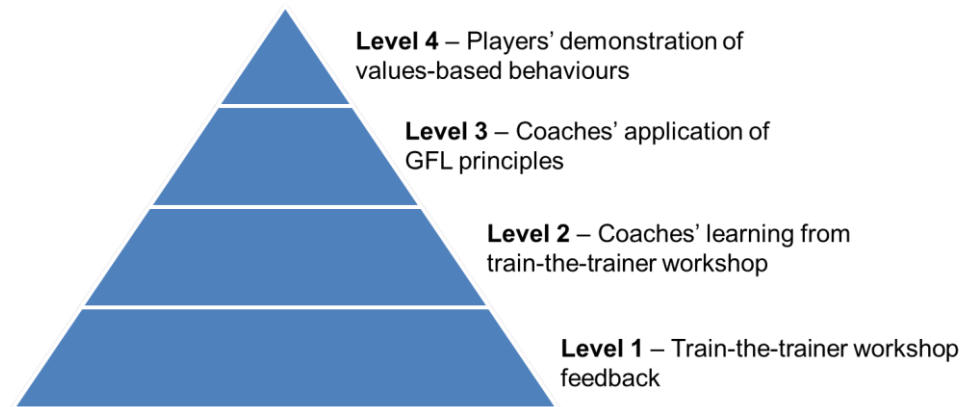 Level 4 – Players’ demonstration of
values-based behaviours
Level 3 – Coaches’ application of
GFL principles
Level 2 – Coaches’ learning from
train-the-trainer workshop
Level 1 – Train-the-trainer workshop
feedback